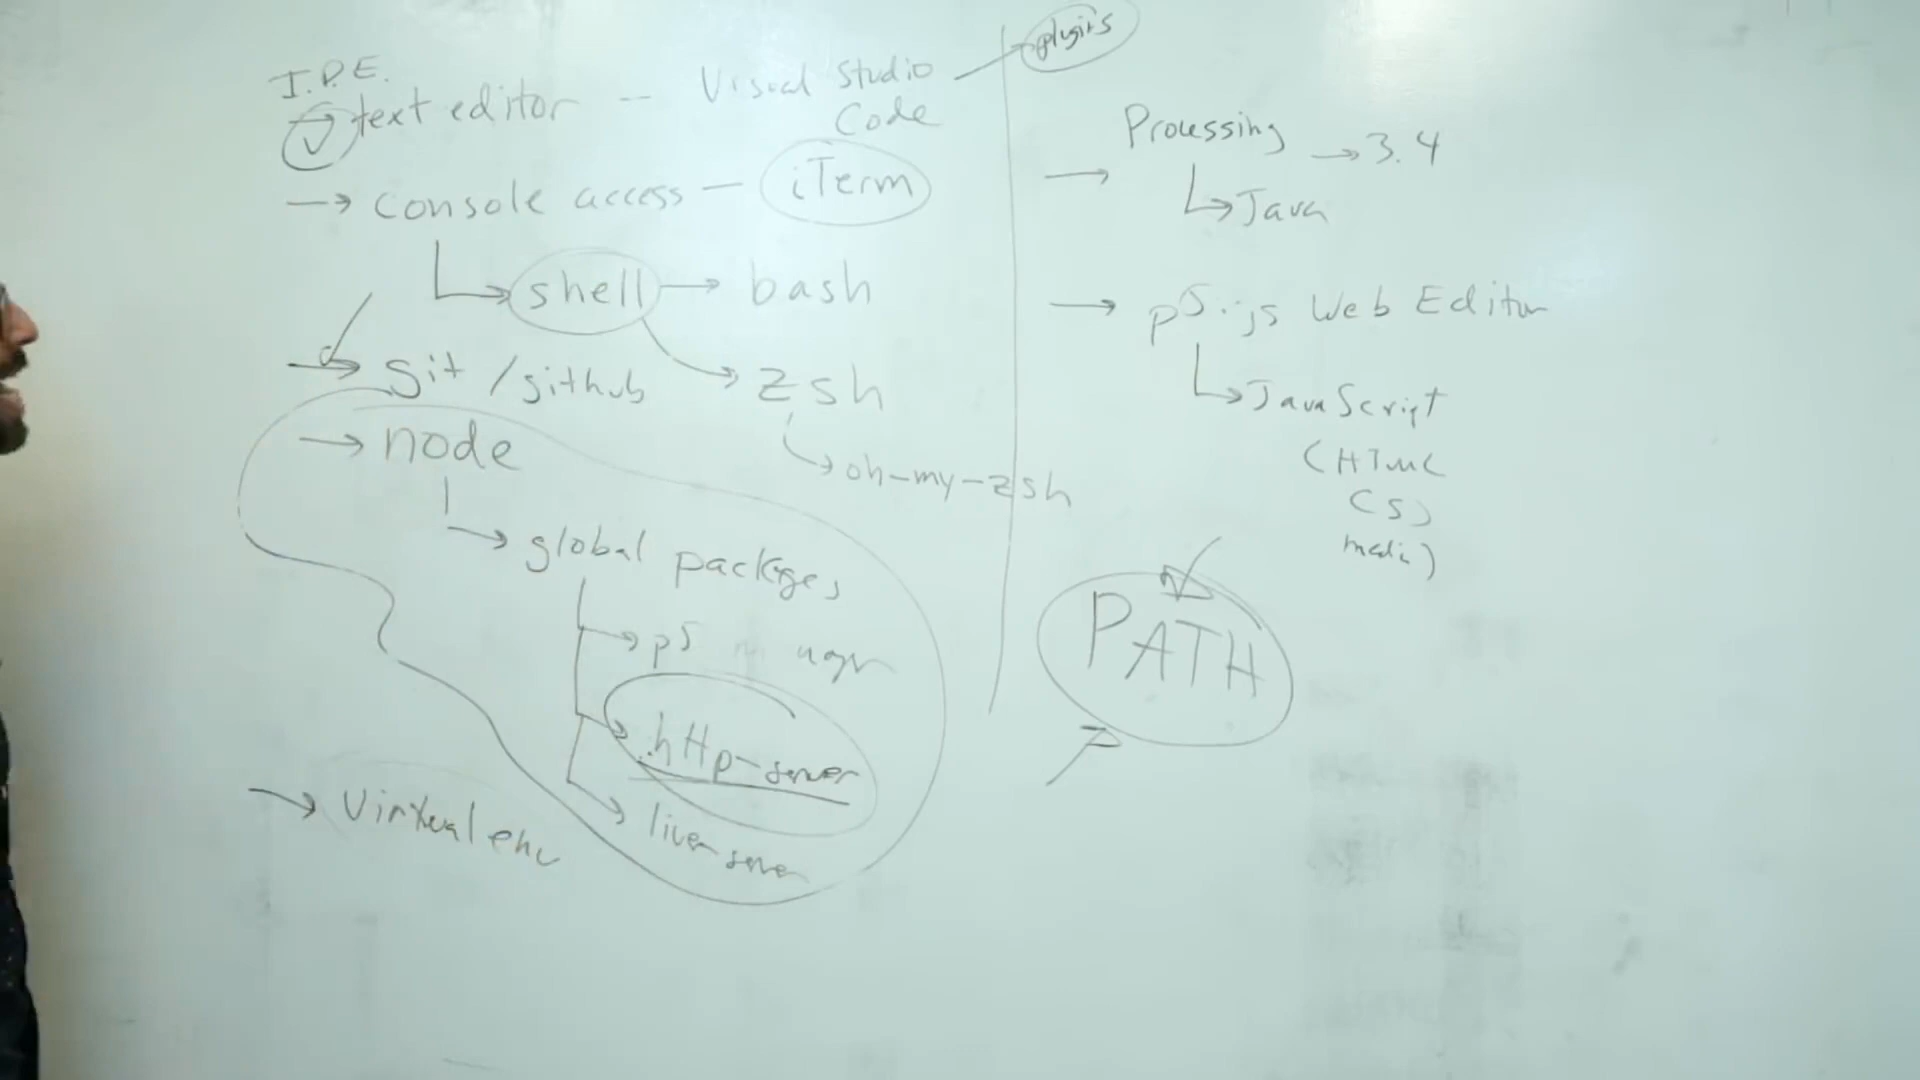 I.D.E.
text editor — Visual Studio
Code
plugins
→ console access — iTerm
↳ shell → bash
→ git / github
→ zsh
↳ oh-my-zsh
→ node
↳ global packages
→ p5
→ http-server
→ live server
→ Virtual env
Processing → 3.4
↳ Java
→ p5.js Web Editor
↳ JavaScript
(HTML
CSS
media)
PATH